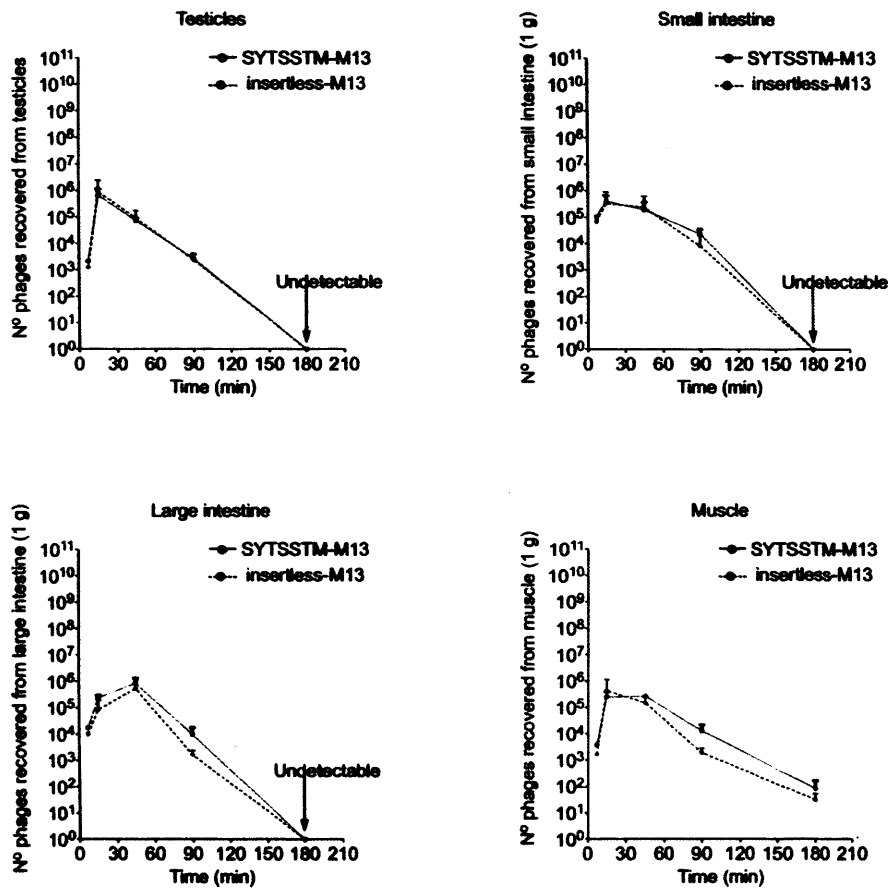 Testicles
Nº phages recovered from testicles
SYTSSTM-M13
insertless-M13
10¹¹
10¹⁰
10⁹
10⁸
10⁷
10⁶
10⁵
10⁴
10³
10²
10¹
10⁰
Undetectable
0 30 60 90 120 150 180 210
Time (min)
Small intestine
Nº phages recovered from small intestine (1 g)
SYTSSTM-M13
insertless-M13
10¹¹
10¹⁰
10⁹
10⁸
10⁷
10⁶
10⁵
10⁴
10³
10²
10¹
10⁰
Undetectable
0 30 60 90 120 150 180 210
Time (min)
Large intestine
Nº phages recovered from large intestine (1 g)
SYTSSTM-M13
insertless-M13
10¹¹
10¹⁰
10⁹
10⁸
10⁷
10⁶
10⁵
10⁴
10³
10²
10¹
10⁰
Undetectable
0 30 60 90 120 150 180 210
Time (min)
Muscle
Nº phages recovered from muscle (1 g)
SYTSSTM-M13
insertless-M13
10¹¹
10¹⁰
10⁹
10⁸
10⁷
10⁶
10⁵
10⁴
10³
10²
10¹
10⁰
0 30 60 90 120 150 180 210
Time (min)